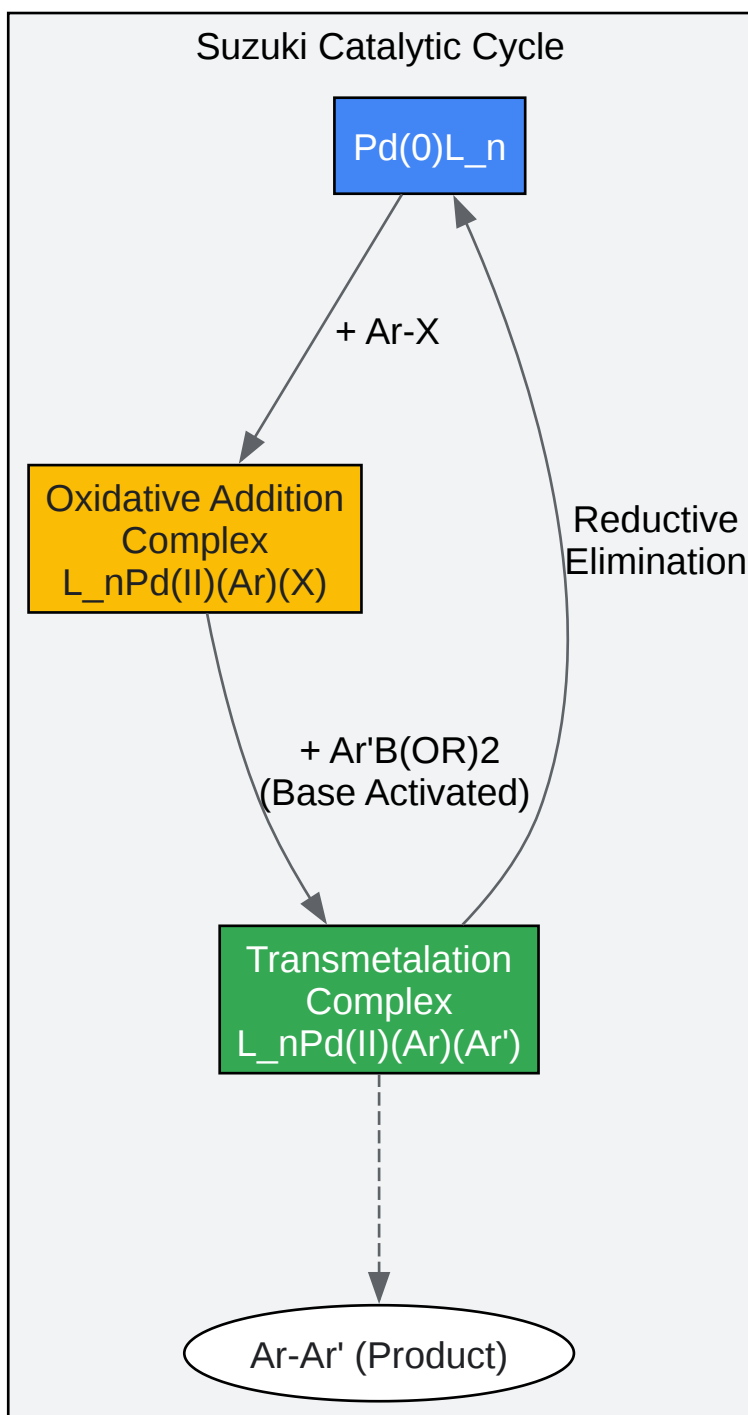 Suzuki Catalytic Cycle
Pd(0)L_n
+ Ar-X
Oxidative Addition
Complex
L_nPd(II)(Ar)(X)
Reductive
Elimination
+ Ar'B(OR)2
(Base Activated)
Transmetalation
Complex
L_nPd(II)(Ar)(Ar')
Ar-Ar' (Product)